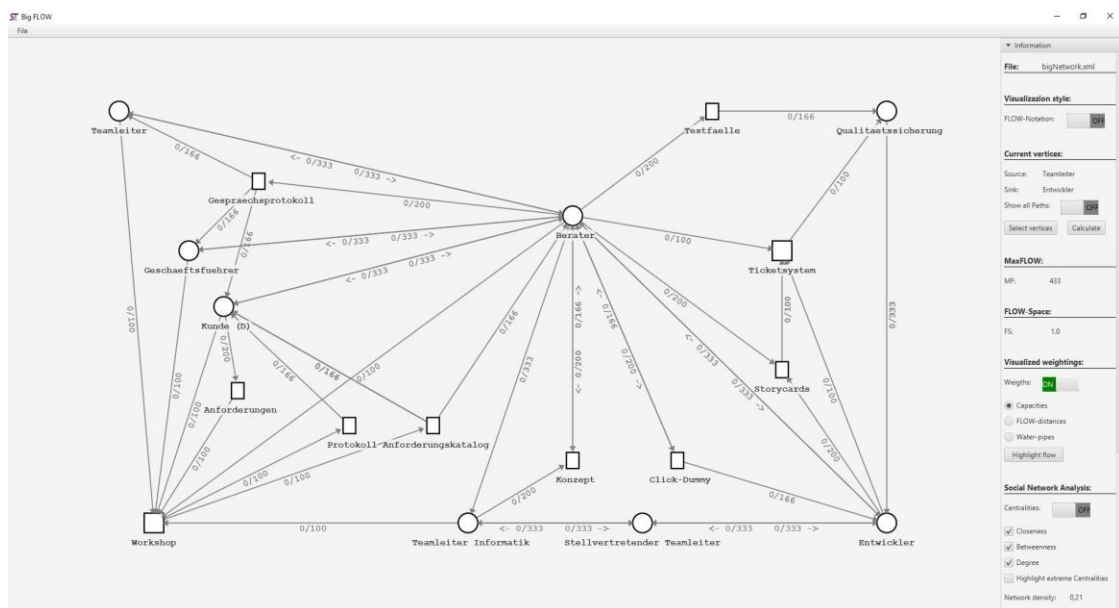 Big FLOW
File
Teamleiter
0/166
<- 0/333 0/333 ->
Testfaelle
0/166
Qualitaetssicherung
Gespraechsprotokoll
0/200
0/200
0/166
0/166
0/100
Berater
<- 0/333 0/333 ->
0/100
Geschaeftsfuehrer
<- 0/333 0/333 ->
Ticketsystem
Kunde (D)
0/100
0/200
0/166
0/166
0/100
0/166
0/333
<- 0/200 0/166 ->
<- 0/166 0/200 ->
0/200
0/100
<- 0/333 0/333 ->
0/100
0/333
Storycards
0/200
Anforderungen
0/100
0/100
0/100
Protokoll
Anforderungskatalog
0/100
0/100
Konzept
0/200
Click-Dummy
0/166
Workshop
0/100
Teamleiter Informatik
<- 0/333 0/333 ->
Stellvertretender Teamleiter
<- 0/333 0/333 ->
Entwickler
Information
File: bigNetwork.xml
Visualizazion style:
FLOW-Notation: OFF
Current vertices:
Source: Teamleiter
Sink: Entwickler
Show all Paths: OFF
Select vertices Calculate
MaxFLOW:
MF: 433
FLOW-Space:
FS: 1.0
Visualized weightings:
Weigths: ON
Capacities
FLOW-distances
Water-pipes
Highlight flow
Social Network Analysis:
Centralities: OFF
Closeness
Betweenness
Degree
Highlight extreme Centralities
Network density: 0,21